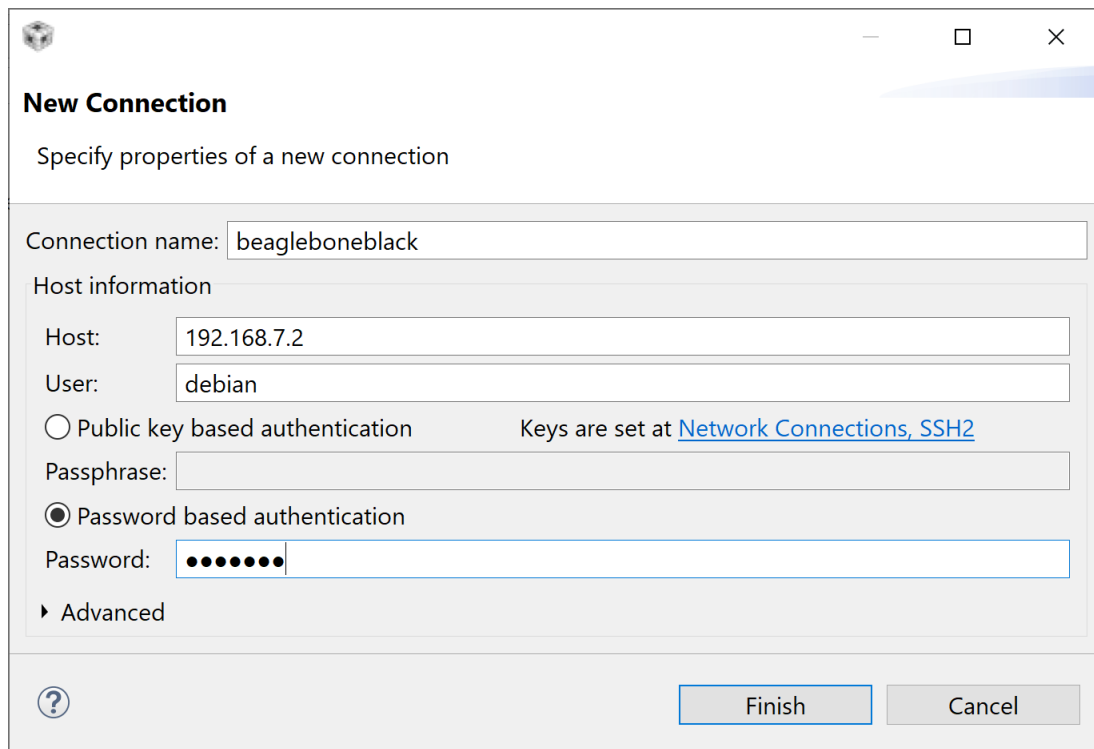 New Connection
Specify properties of a new connection
Connection name: beagleboneblack
Host information
Host: 192.168.7.2
User: debian
Public key based authentication Keys are set at Network Connections, SSH2
Passphrase:
Password based authentication
Password: ●●●●●●●
Advanced
?
Finish Cancel